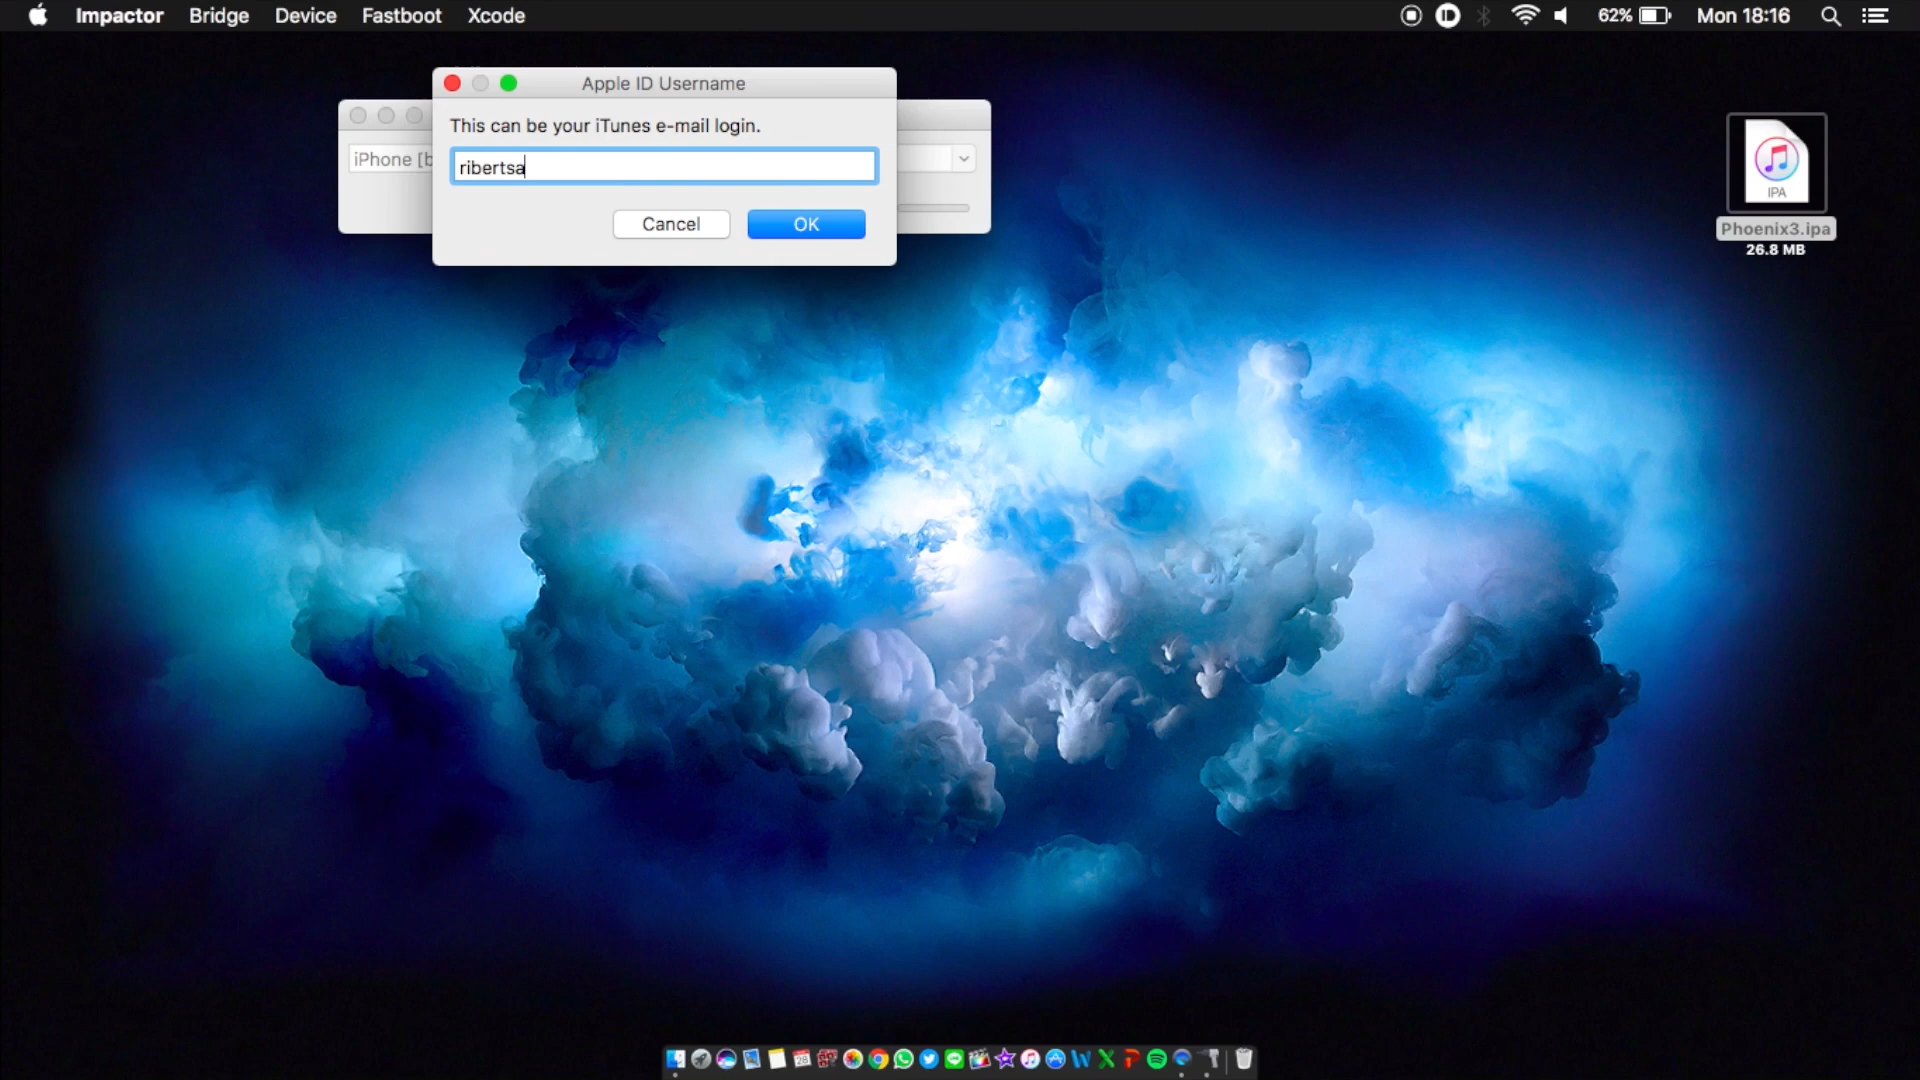 Impactor Bridge Device Fastboot Xcode
62% Mon 18:16
Apple ID Username
This can be your iTunes e-mail login.
iPhone [b
ribertsa
Cancel OK
IPA
Phoenix3.ipa
26.8 MB
28